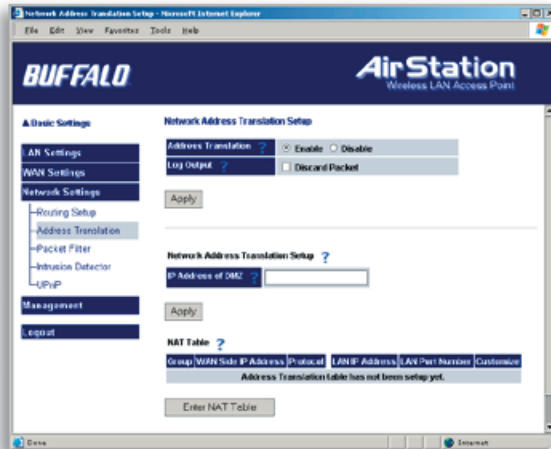 Network Address Translation Setup - Microsoft Internet Explorer
File Edit View Favorites Tools Help
BUFFALO
AirStation
Wireless LAN Access Point
Basic Settings
LAN Settings
WAN Settings
Network Settings
Routing Setup
Address Translation
Packet Filter
Intrusion Detector
UPnP
Management
Logout
Network Address Translation Setup
Address Translation ? Enable Disable
Log Output ? Discard Packet
Apply
Network Address Translation Setup ?
IP Address of DMZ ?
Apply
NAT Table ?
Group WAN Side IP Address Protocol LAN IP Address LAN Port Number Customize
Address Translation table has not been setup yet.
Enter NAT Table
Done Internet